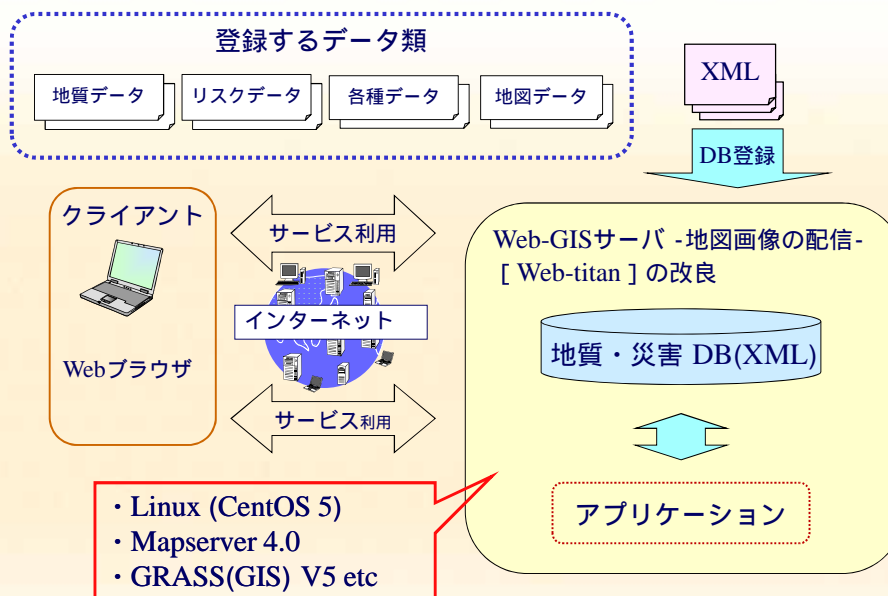 登録するデータ類
地質データ
リスクデータ
各種データ
地図データ
XML
DB登録
クライアント
Webブラウザ
サービス利用
インターネット
サービス利用
Web-GISサーバ -地図画像の配信-
[ Web-titan ] の改良
地質・災害 DB(XML)
アプリケーション
・Linux (CentOS 5)
・Mapserver 4.0
・GRASS(GIS) V5 etc